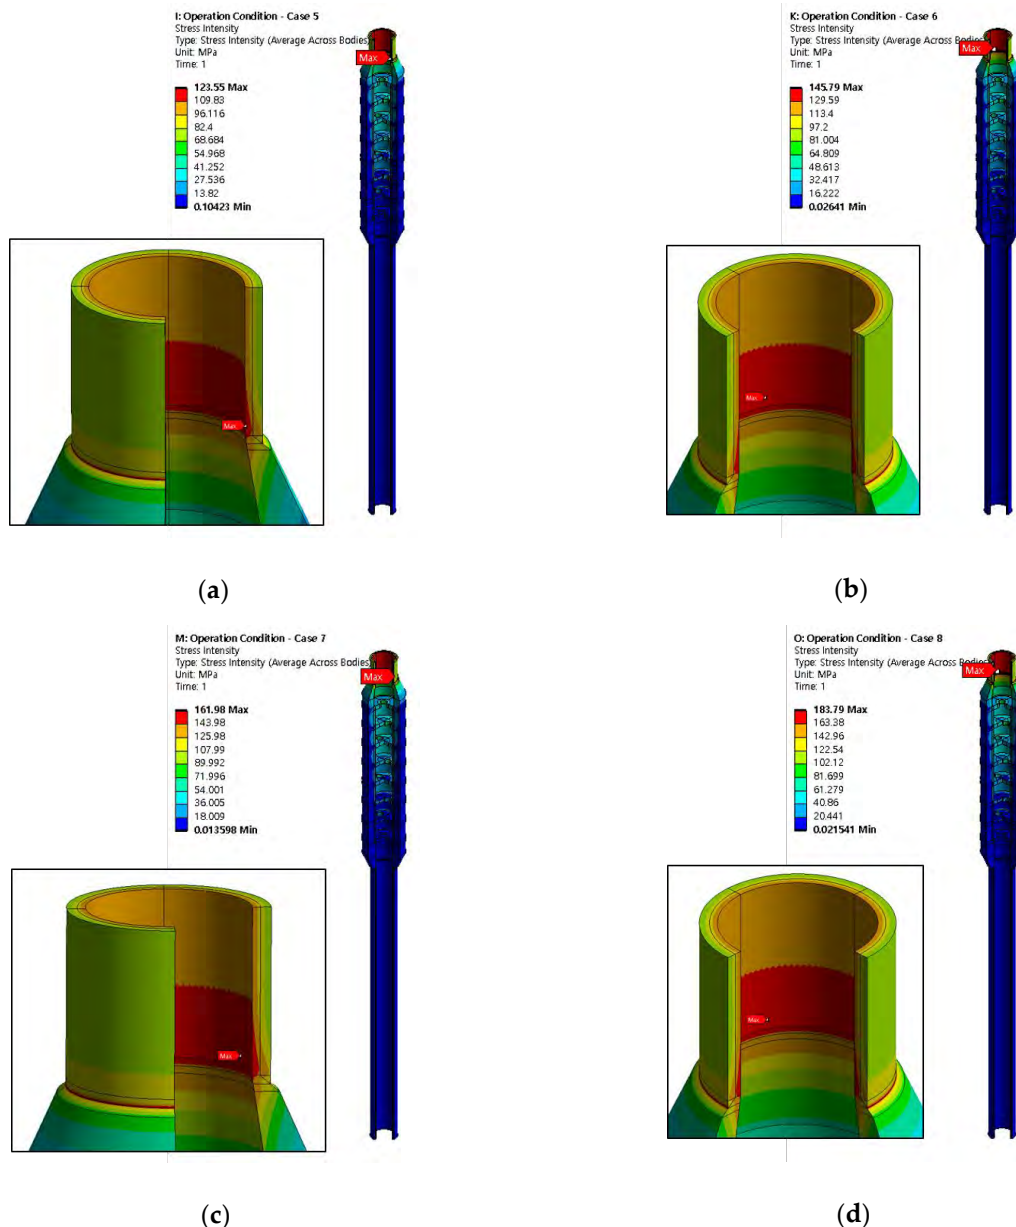 I: Operation Condition - Case 5
Stress Intensity
Type: Stress Intensity (Average Across Bodies)
Unit: MPa
Time: 1
Max
123.55 Max
109.83
96.116
82.4
68.684
54.968
41.252
27.536
13.82
0.10423 Min
Max
(a)
K: Operation Condition - Case 6
Stress Intensity
Type: Stress Intensity (Average Across Bodies)
Unit: MPa
Time: 1
Max
145.79 Max
129.59
113.4
97.2
81.004
64.809
48.613
32.417
16.222
0.02641 Min
Max
(b)
M: Operation Condition - Case 7
Stress Intensity
Type: Stress Intensity (Average Across Bodies)
Unit: MPa
Time: 1
Max
161.98 Max
143.98
125.98
107.99
89.992
71.996
54.001
36.005
18.009
0.013598 Min
Max
(c)
O: Operation Condition - Case 8
Stress Intensity
Type: Stress Intensity (Average Across Bodies)
Unit: MPa
Time: 1
Max
183.79 Max
163.38
142.96
122.54
102.12
81.699
61.279
40.86
20.441
0.021541 Min
Max
(d)